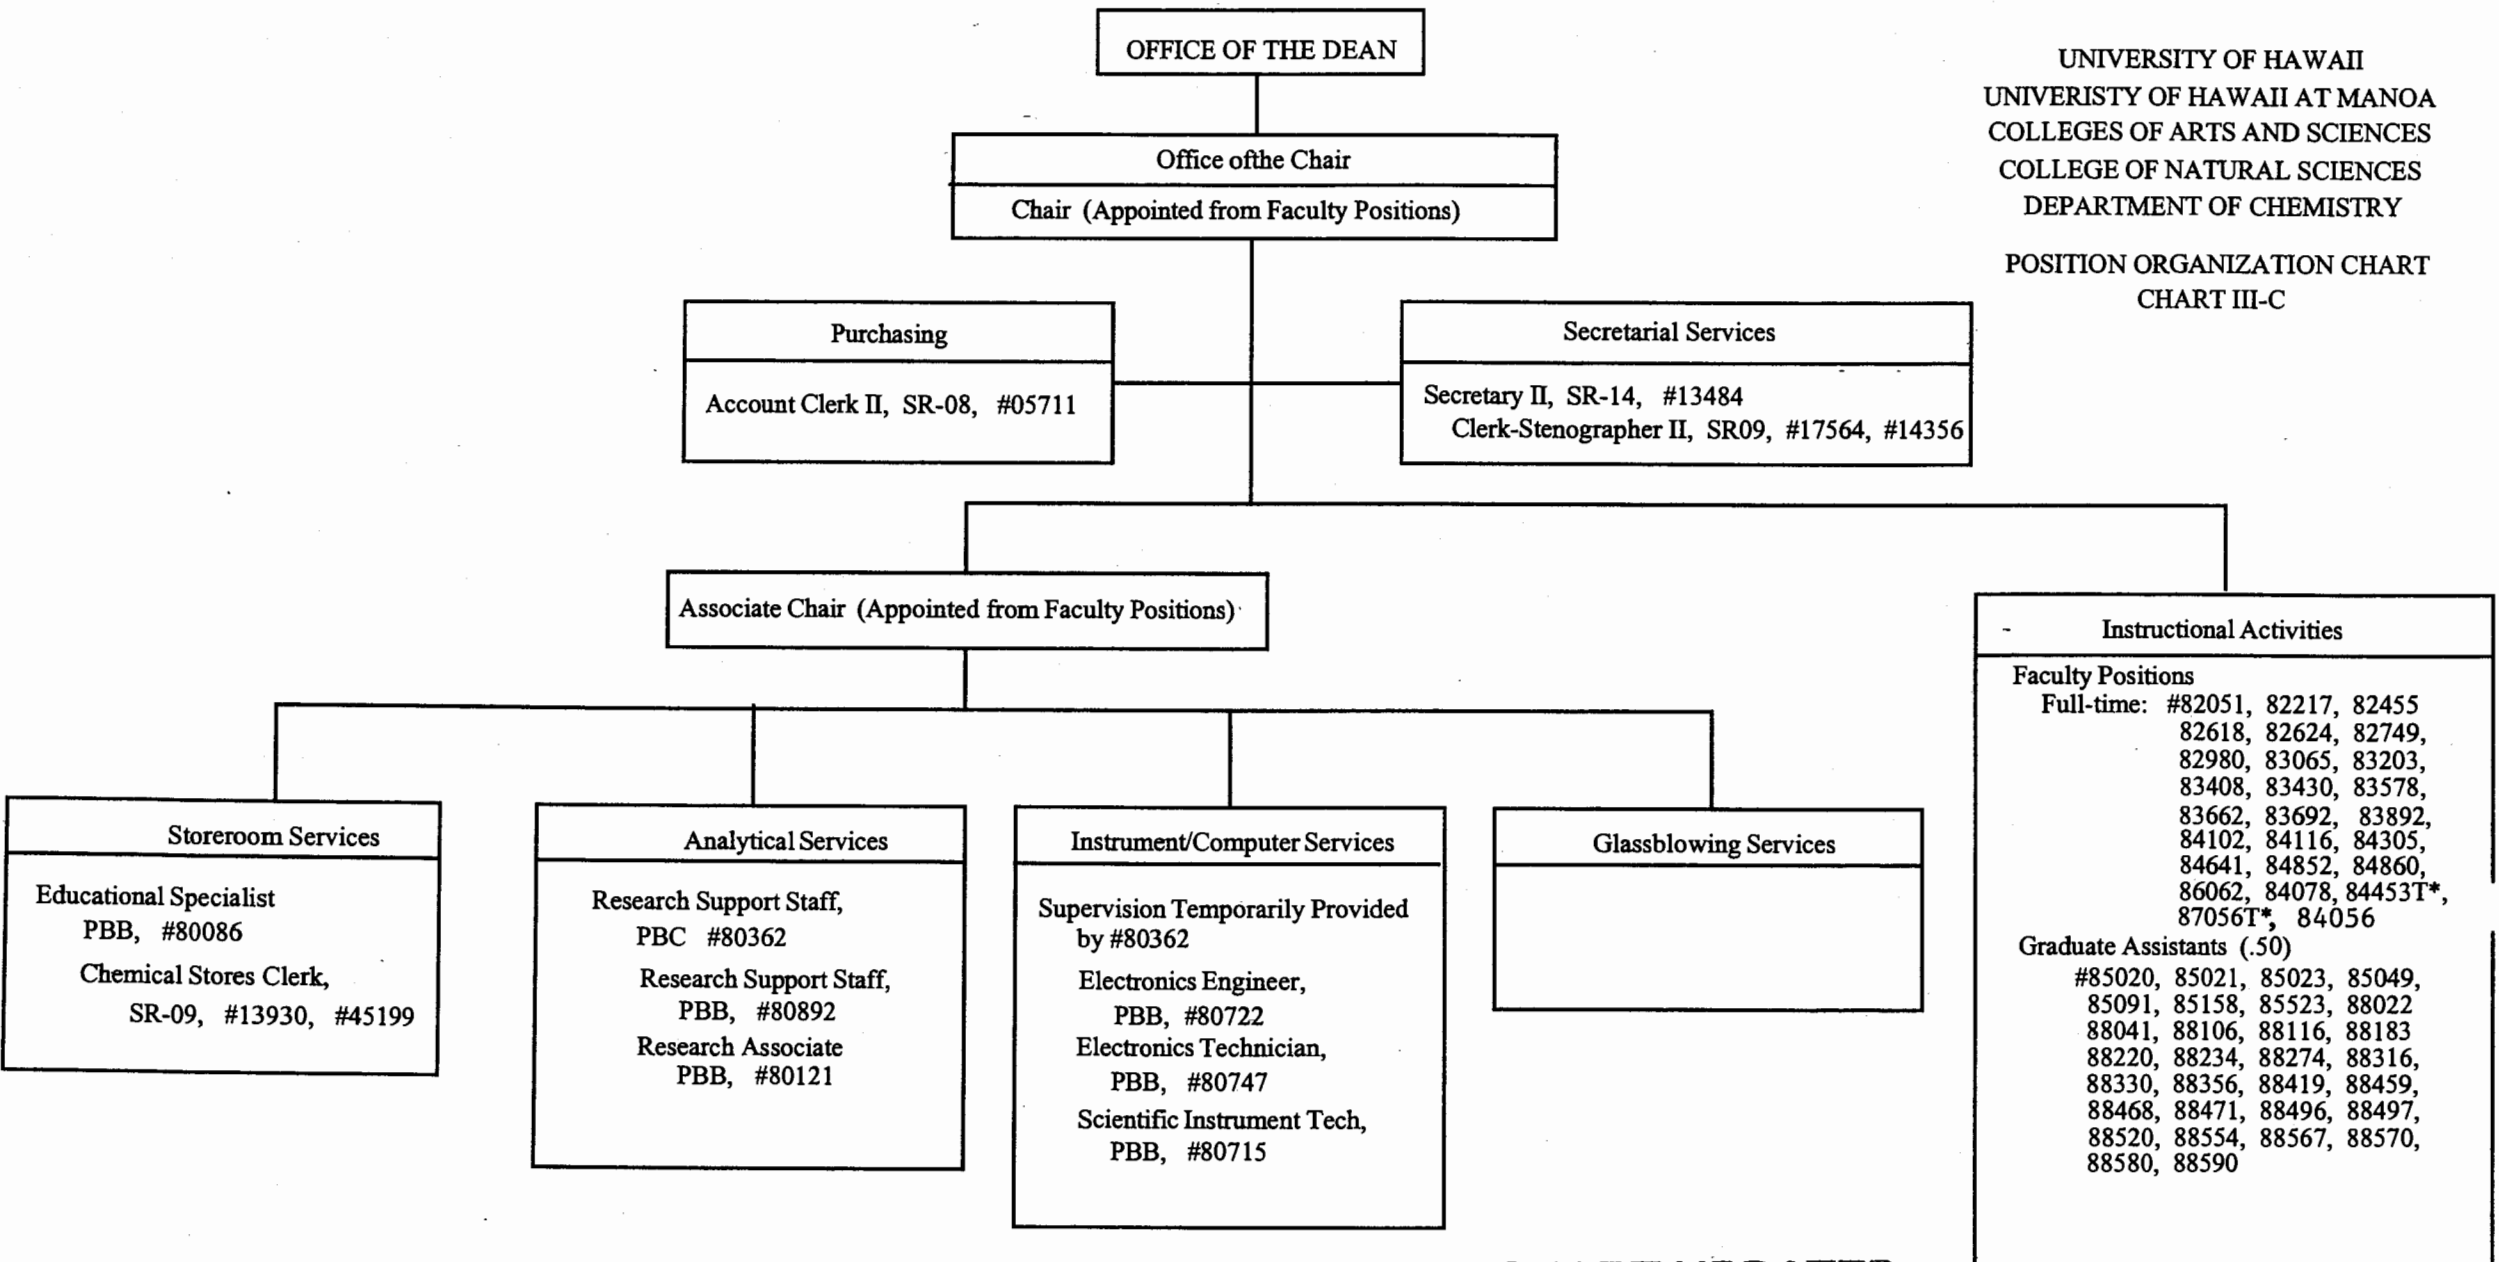 OFFICE OF THE DEAN
UNIVERSITY OF HAWAII
UNIVERISTY OF HAWAII AT MANOA
COLLEGES OF ARTS AND SCIENCES
COLLEGE OF NATURAL SCIENCES
DEPARTMENT OF CHEMISTRY
POSITION ORGANIZATION CHART
CHART III-C
Office ofthe Chair
Chair (Appointed from Faculty Positions)
Purchasing
Account Clerk II, SR-08, #05711
Secretarial Services
Secretary II, SR-14, #13484
Clerk-Stenographer II, SR09, #17564, #14356
Associate Chair (Appointed from Faculty Positions)
Storeroom Services
Educational Specialist
PBB, #80086
Chemical Stores Clerk,
SR-09, #13930, #45199
Analytical Services
Research Support Staff,
PBC #80362
Research Support Staff,
PBB, #80892
Research Associate
PBB, #80121
Instrument/Computer Services
Supervision Temporarily Provided
by #80362
Electronics Engineer,
PBB, #80722
Electronics Technician,
PBB, #80747
Scientific Instrument Tech,
PBB, #80715
Glassblowing Services
Instructional Activities
Faculty Positions
Full-time: #82051, 82217, 82455
82618, 82624, 82749,
82980, 83065, 83203,
83408, 83430, 83578,
83662, 83692, 83892,
84102, 84116, 84305,
84641, 84852, 84860,
86062, 84078, 84453T*,
87056T*, 84056
Graduate Assistants (.50)
#85020, 85021, 85023, 85049,
85091, 85158, 85523, 88022
88041, 88106, 88116, 88183
88220, 88234, 88274, 88316,
88330, 88356, 88419, 88459,
88468, 88471, 88496, 88497,
88520, 88554, 88567, 88570,
88580, 88590